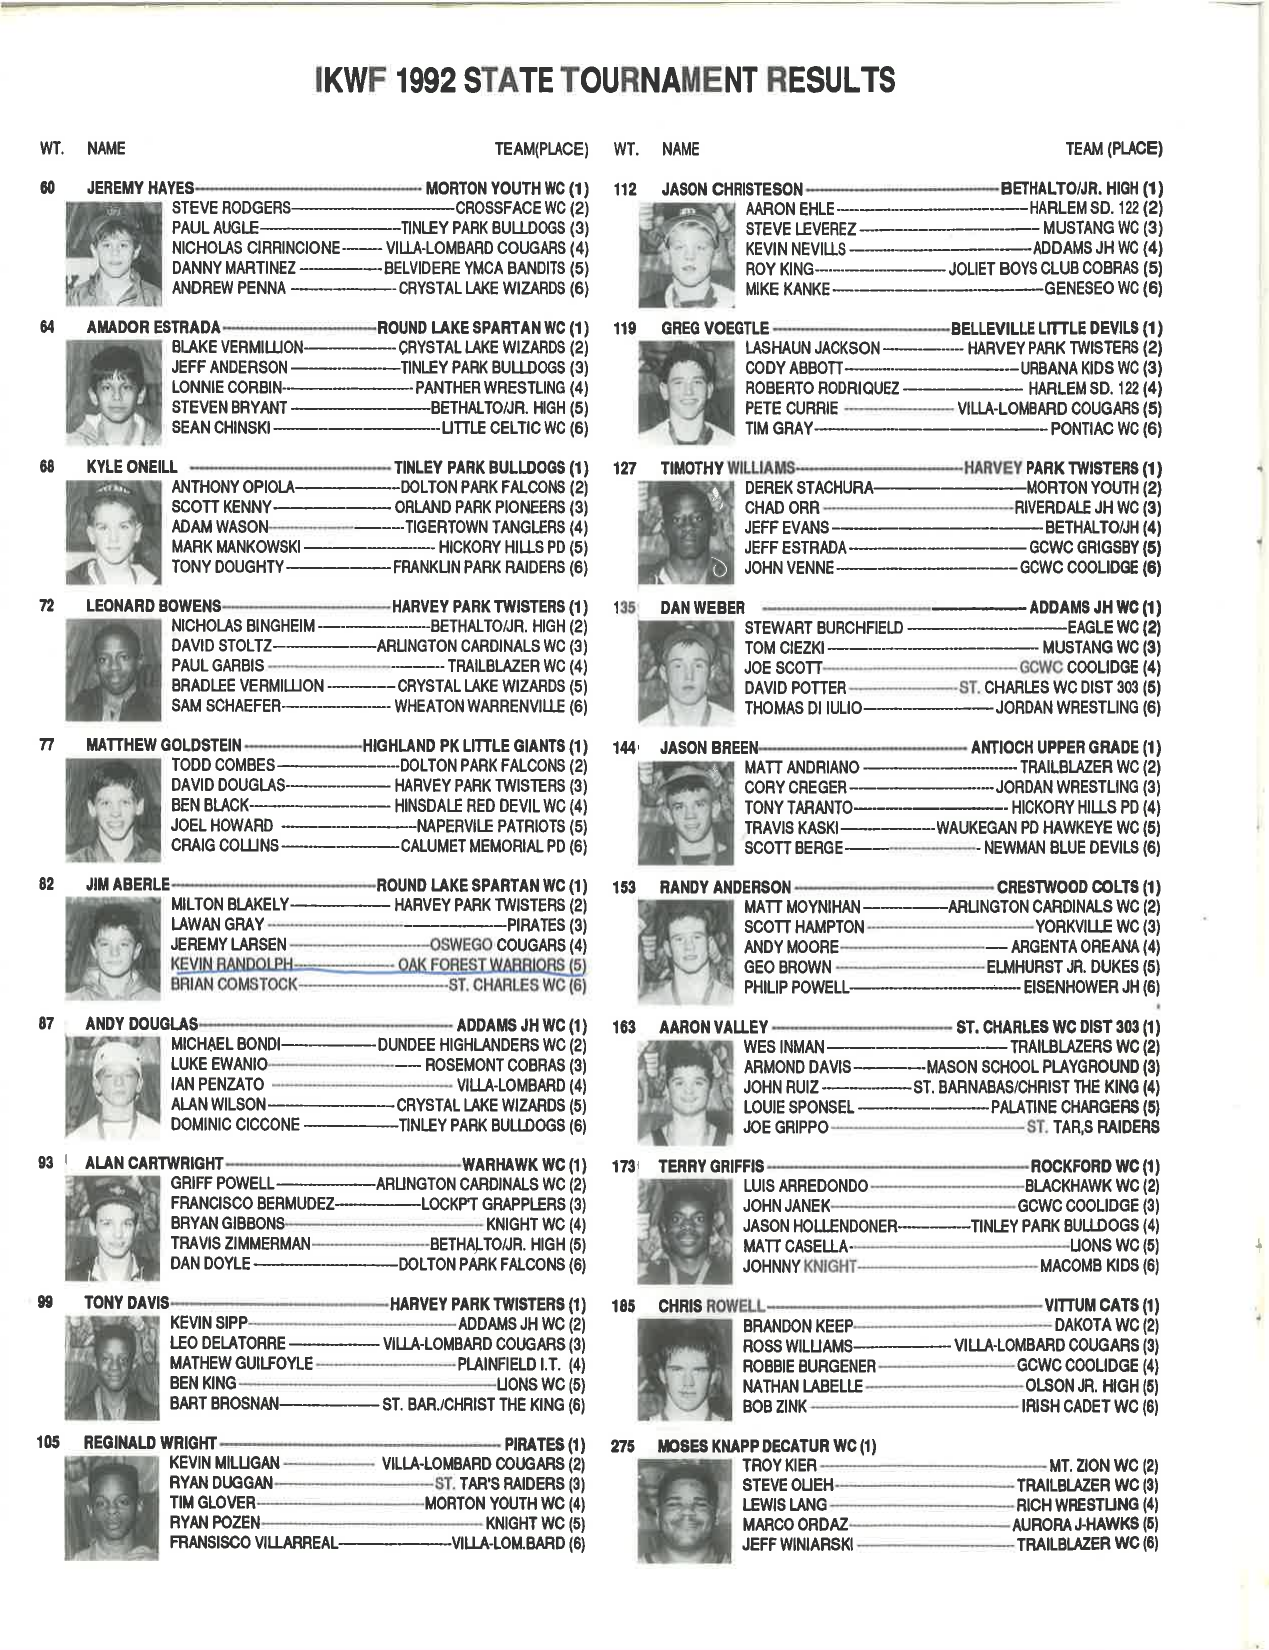 IKWF 1992 STATE TOURNAMENT RESULTS
WT. NAME TEAM(PLACE)
60 JEREMY HAYES MORTON YOUTH WC (1)
STEVE RODGERS CROSSFACE WC (2)
PAUL AUGLE TINLEY PARK BULLDOGS (3)
NICHOLAS CIRRINCIONE VILLA-LOMBARD COUGARS (4)
DANNY MARTINEZ BELVIDERE YMCA BANDITS (5)
ANDREW PENNA CRYSTAL LAKE WIZARDS (6)
64 AMADOR ESTRADA ROUND LAKE SPARTAN WC (1)
BLAKE VERMILLION CRYSTAL LAKE WIZARDS (2)
JEFF ANDERSON TINLEY PARK BULLDOGS (3)
LONNIE CORBIN PANTHER WRESTLING (4)
STEVEN BRYANT BETHALTO/JR. HIGH (5)
SEAN CHINSKI LITTLE CELTIC WC (6)
68 KYLE ONEILL TINLEY PARK BULLDOGS (1)
ANTHONY OPIOLA DOLTON PARK FALCONS (2)
SCOTT KENNY ORLAND PARK PIONEERS (3)
ADAM WASON TIGERTOWN TANGLERS (4)
MARK MANKOWSKI HICKORY HILLS PD (5)
TONY DOUGHTY FRANKLIN PARK RAIDERS (6)
72 LEONARD BOWENS HARVEY PARK TWISTERS (1)
NICHOLAS BINGHEIM BETHALTO/JR. HIGH (2)
DAVID STOLTZ ARLINGTON CARDINALS WC (3)
PAUL GARBIS TRAILBLAZER WC (4)
BRADLEE VERMILLION CRYSTAL LAKE WIZARDS (5)
SAM SCHAEFER WHEATON WARRENVILLE (6)
77 MATTHEW GOLDSTEIN HIGHLAND PK LITTLE GIANTS (1)
TODD COMBES DOLTON PARK FALCONS (2)
DAVID DOUGLAS HARVEY PARK TWISTERS (3)
BEN BLACK HINSDALE RED DEVIL WC (4)
JOEL HOWARD NAPERVILE PATRIOTS (5)
CRAIG COLLINS CALUMET MEMORIAL PD (6)
82 JIM ABERLE ROUND LAKE SPARTAN WC (1)
MILTON BLAKELY HARVEY PARK TWISTERS (2)
LAWAN GRAY PIRATES (3)
JEREMY LARSEN OSWEGO COUGARS (4)
KEVIN RANDOLPH OAK FOREST WARRIORS (5)
BRIAN COMSTOCK ST. CHARLES WC (6)
87 ANDY DOUGLAS ADDAMS JH WC (1)
MICHAEL BONDI DUNDEE HIGHLANDERS WC (2)
LUKE EWANIO ROSEMONT COBRAS (3)
IAN PENZATO VILLA-LOMBARD (4)
ALAN WILSON CRYSTAL LAKE WIZARDS (5)
DOMINIC CICCONE TINLEY PARK BULLDOGS (6)
93 ALAN CARTWRIGHT WARHAWK WC (1)
GRIFF POWELL ARLINGTON CARDINALS WC (2)
FRANCISCO BERMUDEZ LOCKP'T GRAPPLERS (3)
BRYAN GIBBONS KNIGHT WC (4)
TRAVIS ZIMMERMAN BETHALTO/JR. HIGH (5)
DAN DOYLE DOLTON PARK FALCONS (6)
99 TONY DAVIS HARVEY PARK TWISTERS (1)
KEVIN SIPP ADDAMS JH WC (2)
LEO DELATORRE VILLA-LOMBARD COUGARS (3)
MATHEW GUILFOYLE PLAINFIELD I.T. (4)
BEN KING LIONS WC (5)
BART BROSNAN ST. BAR./CHRIST THE KING (6)
105 REGINALD WRIGHT PIRATES (1)
KEVIN MILLIGAN VILLA-LOMBARD COUGARS (2)
RYAN DUGGAN ST. TAR'S RAIDERS (3)
TIM GLOVER MORTON YOUTH WC (4)
RYAN POZEN KNIGHT WC (5)
FRANSISCO VILLARREAL VILLA-LOM.BARD (6)
WT. NAME TEAM (PLACE)
112 JASON CHRISTESON BETHALTO/JR. HIGH (1)
AARON EHLE HARLEM SD. 122 (2)
STEVE LEVEREZ MUSTANG WC (3)
KEVIN NEVILLS ADDAMS JH WC (4)
ROY KING JOLIET BOYS CLUB COBRAS (5)
MIKE KANKE GENESEO WC (6)
119 GREG VOEGTLE BELLEVILLE LITTLE DEVILS (1)
LASHAUN JACKSON HARVEY PARK TWISTERS (2)
CODY ABBOTT URBANA KIDS WC (3)
ROBERTO RODRIQUEZ HARLEM SD. 122 (4)
PETE CURRIE VILLA-LOMBARD COUGARS (5)
TIM GRAY PONTIAC WC (6)
127 TIMOTHY WILLIAMS HARVEY PARK TWISTERS (1)
DEREK STACHURA MORTON YOUTH (2)
CHAD ORR RIVERDALE JH WC (3)
JEFF EVANS BETHALTO/JH (4)
JEFF ESTRADA GCWC GRIGSBY (5)
JOHN VENNE GCWC COOLIDGE (6)
135 DAN WEBER ADDAMS JH WC (1)
STEWART BURCHFIELD EAGLE WC (2)
TOM CIEZKI MUSTANG WC (3)
JOE SCOTT GCWC COOLIDGE (4)
DAVID POTTER ST. CHARLES WC DIST 303 (5)
THOMAS DI IULIO JORDAN WRESTLING (6)
144 JASON BREEN ANTIOCH UPPER GRADE (1)
MATT ANDRIANO TRAILBLAZER WC (2)
CORY CREGER JORDAN WRESTLING (3)
TONY TARANTO HICKORY HILLS PD (4)
TRAVIS KASKI WAUKEGAN PD HAWKEYE WC (5)
SCOTT BERGE NEWMAN BLUE DEVILS (6)
153 RANDY ANDERSON CRESTWOOD COLTS (1)
MATT MOYNIHAN ARLINGTON CARDINALS WC (2)
SCOTT HAMPTON YORKVILLE WC (3)
ANDY MOORE ARGENTA OREANA (4)
GEO BROWN ELMHURST JR. DUKES (5)
PHILIP POWELL EISENHOWER JH (6)
163 AARON VALLEY ST. CHARLES WC DIST 303 (1)
WES INMAN TRAILBLAZERS WC (2)
ARMOND DAVIS MASON SCHOOL PLAYGROUND (3)
JOHN RUIZ ST. BARNABAS/CHRIST THE KING (4)
LOUIE SPONSEL PALATINE CHARGERS (5)
JOE GRIPPO ST. TAR,S RAIDERS
173 TERRY GRIFFIS ROCKFORD WC (1)
LUIS ARREDONDO BLACKHAWK WC (2)
JOHN JANEK GCWC COOLIDGE (3)
JASON HOLLENDONER TINLEY PARK BULLDOGS (4)
MATT CASELLA LIONS WC (5)
JOHNNY KNIGHT MACOMB KIDS (6)
185 CHRIS ROWELL VITTUM CATS (1)
BRANDON KEEP DAKOTA WC (2)
ROSS WILLIAMS VILLA-LOMBARD COUGARS (3)
ROBBIE BURGENER GCWC COOLIDGE (4)
NATHAN LABELLE OLSON JR. HIGH (5)
BOB ZINK IRISH CADET WC (6)
275 MOSES KNAPP DECATUR WC (1)
TROY KIER MT. ZION WC (2)
STEVE OLIEH TRAILBLAZER WC (3)
LEWIS LANG RICH WRESTLING (4)
MARCO ORDAZ AURORA J-HAWKS (5)
JEFF WINIARSKI TRAILBLAZER WC (6)